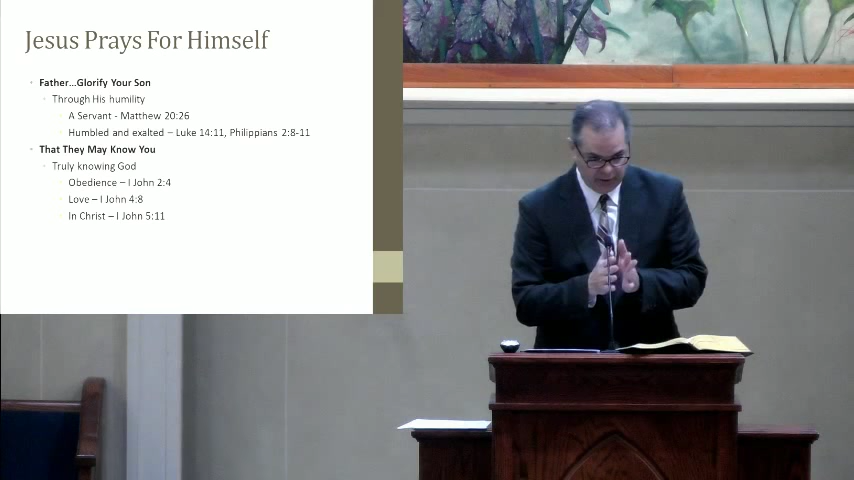 Jesus Prays For Himself
Father...Glorify Your Son
Through His humility
A Servant - Matthew 20:26
Humbled and exalted – Luke 14:11, Philippians 2:8-11
That They May Know You
Truly knowing God
Obedience – I John 2:4
Love – I John 4:8
In Christ – I John 5:11